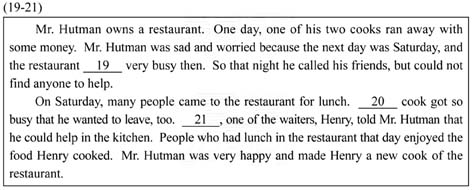 (19-21)
Mr. Hutman owns a restaurant. One day, one of his two cooks ran away with
some money. Mr. Hutman was sad and worried because the next day was Saturday, and
the restaurant __19__ very busy then. So that night he called his friends, but could not
find anyone to help.
On Saturday, many people came to the restaurant for lunch. __20__ cook got so
busy that he wanted to leave, too. __21__, one of the waiters, Henry, told Mr. Hutman that
he could help in the kitchen. People who had lunch in the restaurant that day enjoyed the
food Henry cooked. Mr. Hutman was very happy and made Henry a new cook of the
restaurant.